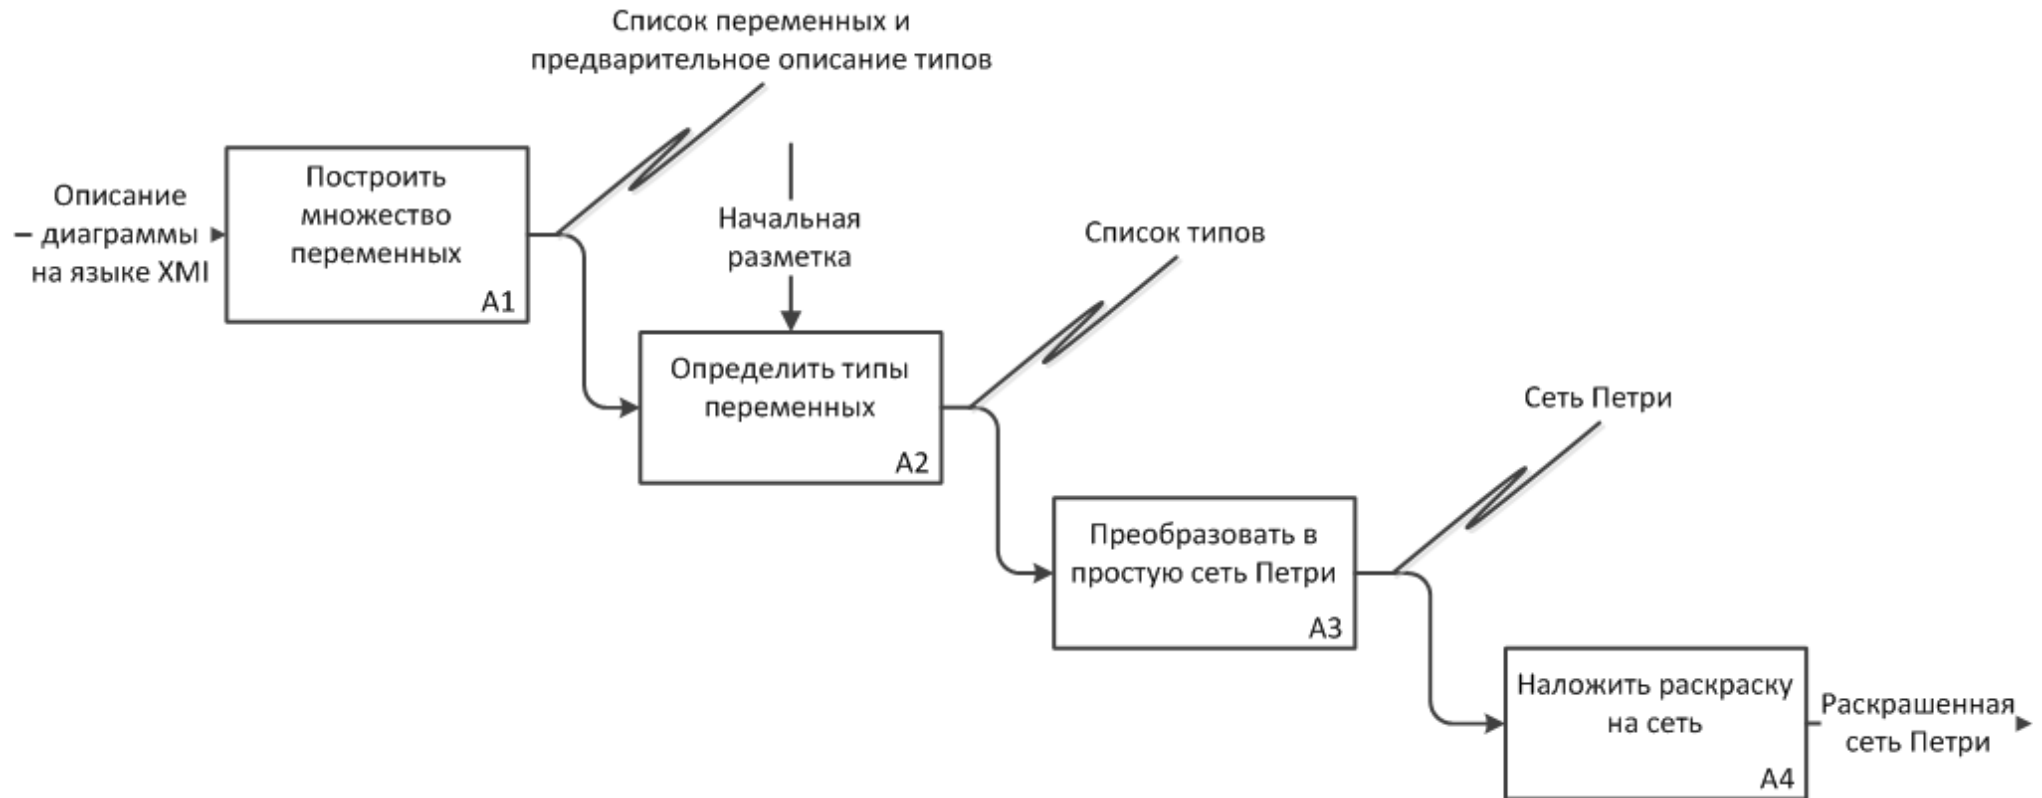 Список переменных и
предварительное описание типов
Описание
диаграммы
на языке XMI
Построить
множество
переменных
A1
Начальная
разметка
Список типов
Определить типы
переменных
A2
Сеть Петри
Преобразовать в
простую сеть Петри
A3
Наложить раскраску
на сеть
A4
Раскрашенная
сеть Петри